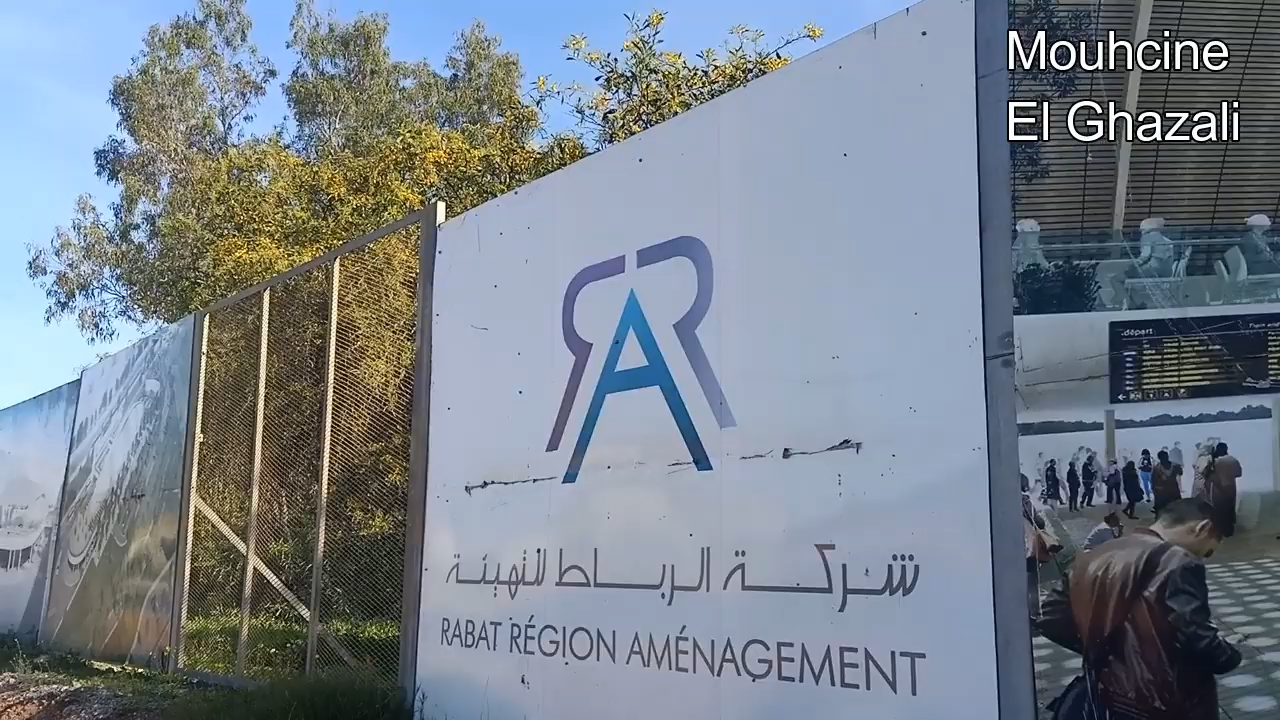 Mouhcine
El Ghazali
départ
RAR
شركة الرباط للتهيئة
RABAT RÉGION AMÉNAGEMENT